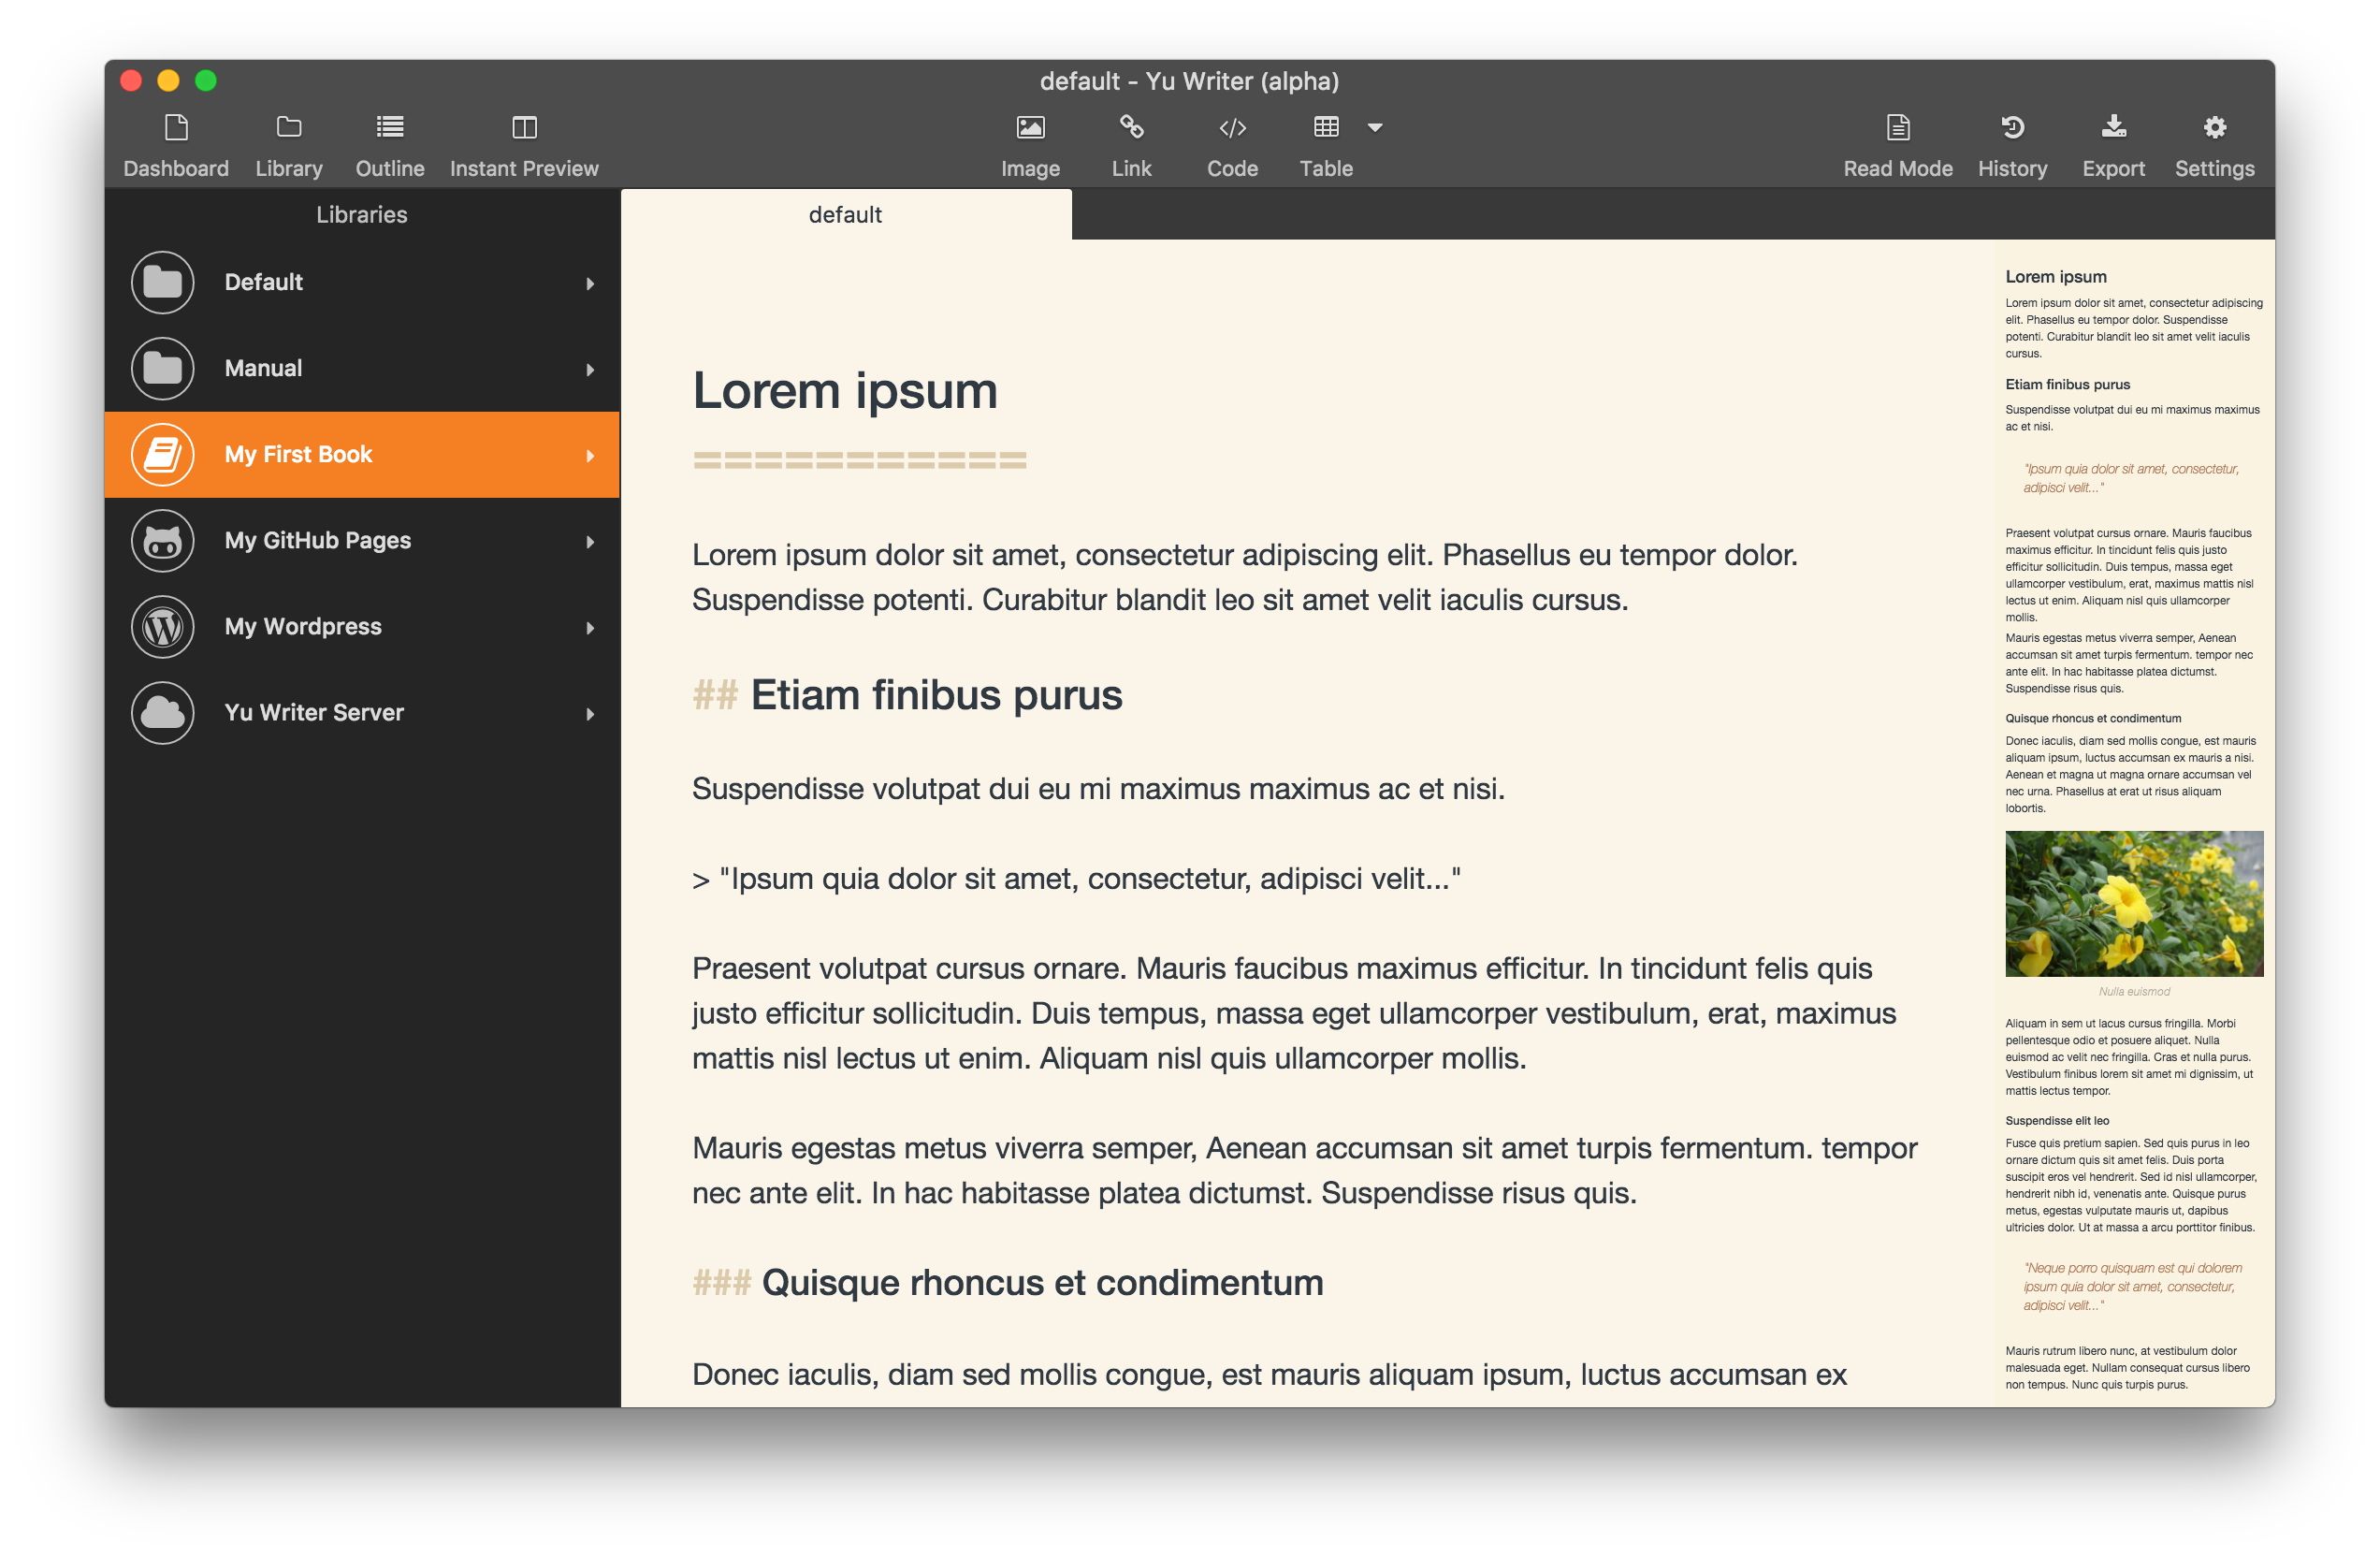 default - Yu Writer (alpha)
Dashboard
Library
Outline
Instant Preview
Image
Link
Code
Table
Read Mode
History
Export
Settings
Libraries
Default
Manual
My First Book
My GitHub Pages
My Wordpress
Yu Writer Server
default
Lorem ipsum
===========
Lorem ipsum dolor sit amet, consectetur adipiscing elit. Phasellus eu tempor dolor.
Suspendisse potenti. Curabitur blandit leo sit amet velit iaculis cursus.
## Etiam finibus purus
Suspendisse volutpat dui eu mi maximus maximus ac et nisi.
> "Ipsum quia dolor sit amet, consectetur, adipisci velit..."
Praesent volutpat cursus ornare. Mauris faucibus maximus efficitur. In tincidunt felis quis
justo efficitur sollicitudin. Duis tempus, massa eget ullamcorper vestibulum, erat, maximus
mattis nisl lectus ut enim. Aliquam nisl quis ullamcorper mollis.
Mauris egestas metus viverra semper, Aenean accumsan sit amet turpis fermentum. tempor
nec ante elit. In hac habitasse platea dictumst. Suspendisse risus quis.
### Quisque rhoncus et condimentum
Donec iaculis, diam sed mollis congue, est mauris aliquam ipsum, luctus accumsan ex
Lorem ipsum
Lorem ipsum dolor sit amet, consectetur adipiscing
elit. Phasellus eu tempor dolor. Suspendisse
potenti. Curabitur blandit leo sit amet velit iaculis
cursus.
Etiam finibus purus
Suspendisse volutpat dui eu mi maximus maximus
ac et nisi.
"Ipsum quia dolor sit amet, consectetur,
adipisci velit..."
Praesent volutpat cursus ornare. Mauris faucibus
maximus efficitur. In tincidunt felis quis justo
efficitur sollicitudin. Duis tempus, massa eget
ullamcorper vestibulum, erat, maximus mattis nisl
lectus ut enim. Aliquam nisl quis ullamcorper
mollis.
Mauris egestas metus viverra semper, Aenean
accumsan sit amet turpis fermentum. tempor nec
ante elit. In hac habitasse platea dictumst.
Suspendisse risus quis.
Quisque rhoncus et condimentum
Donec iaculis, diam sed mollis congue, est mauris
aliquam ipsum, luctus accumsan ex mauris a nisi.
Aenean et magna ut magna ornare accumsan vel
nec urna. Phasellus at erat ut risus aliquam
lobortis.
Nulla euismod
Aliquam in sem ut lacus cursus fringilla. Morbi
pellentesque odio et posuere aliquet. Nulla
euismod ac velit nec fringilla. Cras et nulla purus.
Vestibulum finibus lorem sit amet mi dignissim, ut
mattis lectus tempor.
Suspendisse elit leo
Fusce quis pretium sapien. Sed quis purus in leo
ornare dictum quis sit amet felis. Duis porta
suscipit eros vel hendrerit. Sed id nisl ullamcorper,
hendrerit nibh id, venenatis ante. Quisque purus
metus, egestas vulputate mauris ut, dapibus
ultricies dolor. Ut at massa a arcu porttitor finibus.
"Neque porro quisquam est qui dolorem
ipsum quia dolor sit amet, consectetur,
adipisci velit..."
Mauris rutrum libero nunc, at vestibulum dolor
malesuada eget. Nullam consequat cursus libero
non tempus. Nunc quis turpis purus.